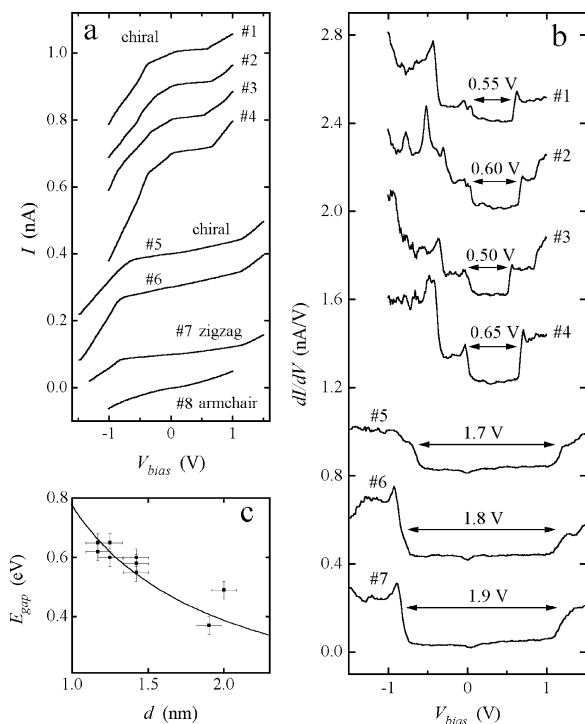 a
chiral
#1
#2
#3
#4
chiral
#5
#6
#7 zigzag
#8 armchair
1.0
0.8
0.6
0.4
0.2
0.0
I (nA)
-1 0 1
V_bias (V)
b
2.8
2.4
2.0
1.6
1.2
0.8
0.4
0.0
dI/dV (nA/V)
0.55 V
#1
0.60 V
#2
0.50 V
#3
0.65 V
#4
#5
1.7 V
#6
1.8 V
#7
1.9 V
-1 0 1
V_bias (V)
c
0.8
0.6
0.4
E_gap (eV)
1.0 1.5 2.0
d (nm)